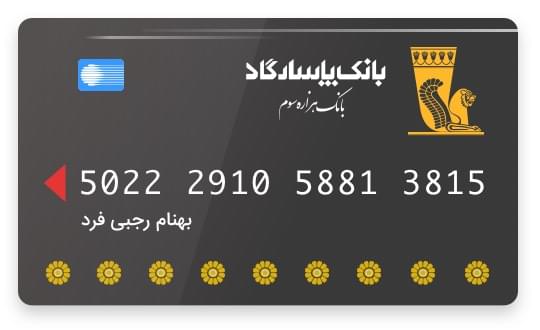 بانک پاسارگاد
بانک هزاره سوم
5022 2910 5881 3815
بهنام رجبی فرد